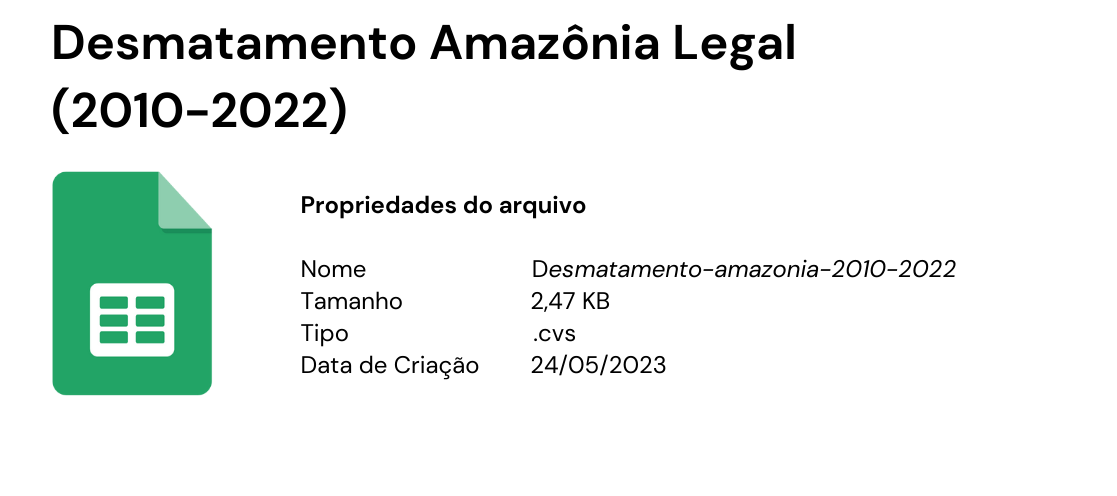 Desmatamento Amazônia Legal
(2010-2022)
Propriedades do arquivo
Nome Desmatamento-amazonia-2010-2022
Tamanho 2,47 KB
Tipo .cvs
Data de Criação 24/05/2023